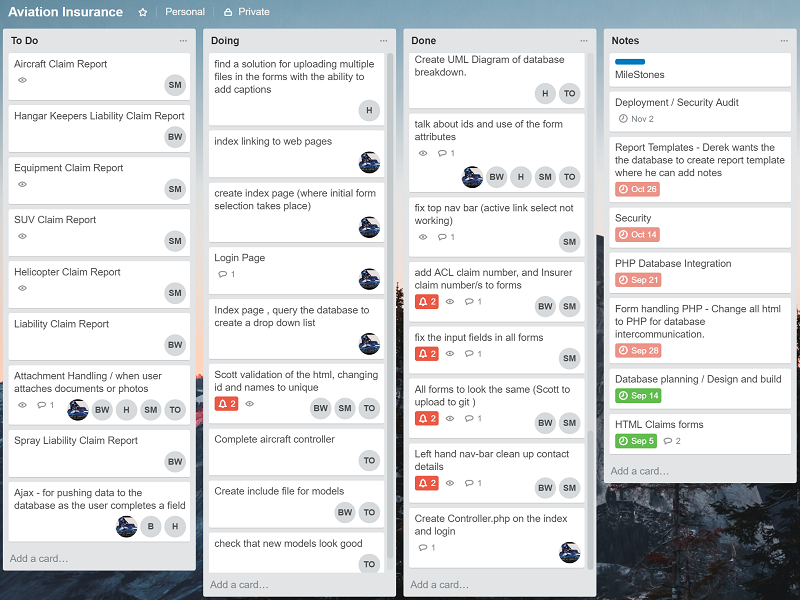 Aviation Insurance
Personal
Private
To Do
Aircraft Claim Report
SM
Hangar Keepers Liability Claim Report
BW
Equipment Claim Report
SM
SUV Claim Report
SM
Helicopter Claim Report
SM
Liability Claim Report
BW
Attachment Handling / when user
attaches documents or photos
1
BW H SM TO
Spray Liability Claim Report
BW
Ajax - for pushing data to the
database as the user completes a field
B H
Add a card…
Doing
find a solution for uploading multiple
files in the forms with the ability to
add captions
H
index linking to web pages
create index page (where initial form
selection takes place)
Login Page
1
Index page , query the database to
create a drop down list
Scott validation of the html, changing
id and names to unique
2
BW SM TO
Complete aircraft controller
TO
Create include file for models
BW TO
check that new models look good
TO
Add a card…
Done
Create UML Diagram of database
breakdown.
H TO
talk about ids and use of the form
attributes
1
BW H SM TO
fix top nav bar (active link select not
working)
1
SM
add ACL claim number, and Insurer
claim number/s to forms
2 1
BW SM
fix the input fields in all forms
2 1
SM
All forms to look the same (Scott to
upload to git )
2 1
BW SM
Left hand nav-bar clean up contact
details
2 1
BW SM
Create Controller.php on the index
and login
1
Add a card…
Notes
MileStones
Deployment / Security Audit
Nov 2
Report Templates - Derek wants the
the database to create report template
where he can add notes
Oct 26
Security
Oct 14
PHP Database Integration
Sep 21
Form handling PHP - Change all html
to PHP for database
intercommunication.
Sep 28
Database planning / Design and build
Sep 14
HTML Claims forms
Sep 5 2
Add a card…